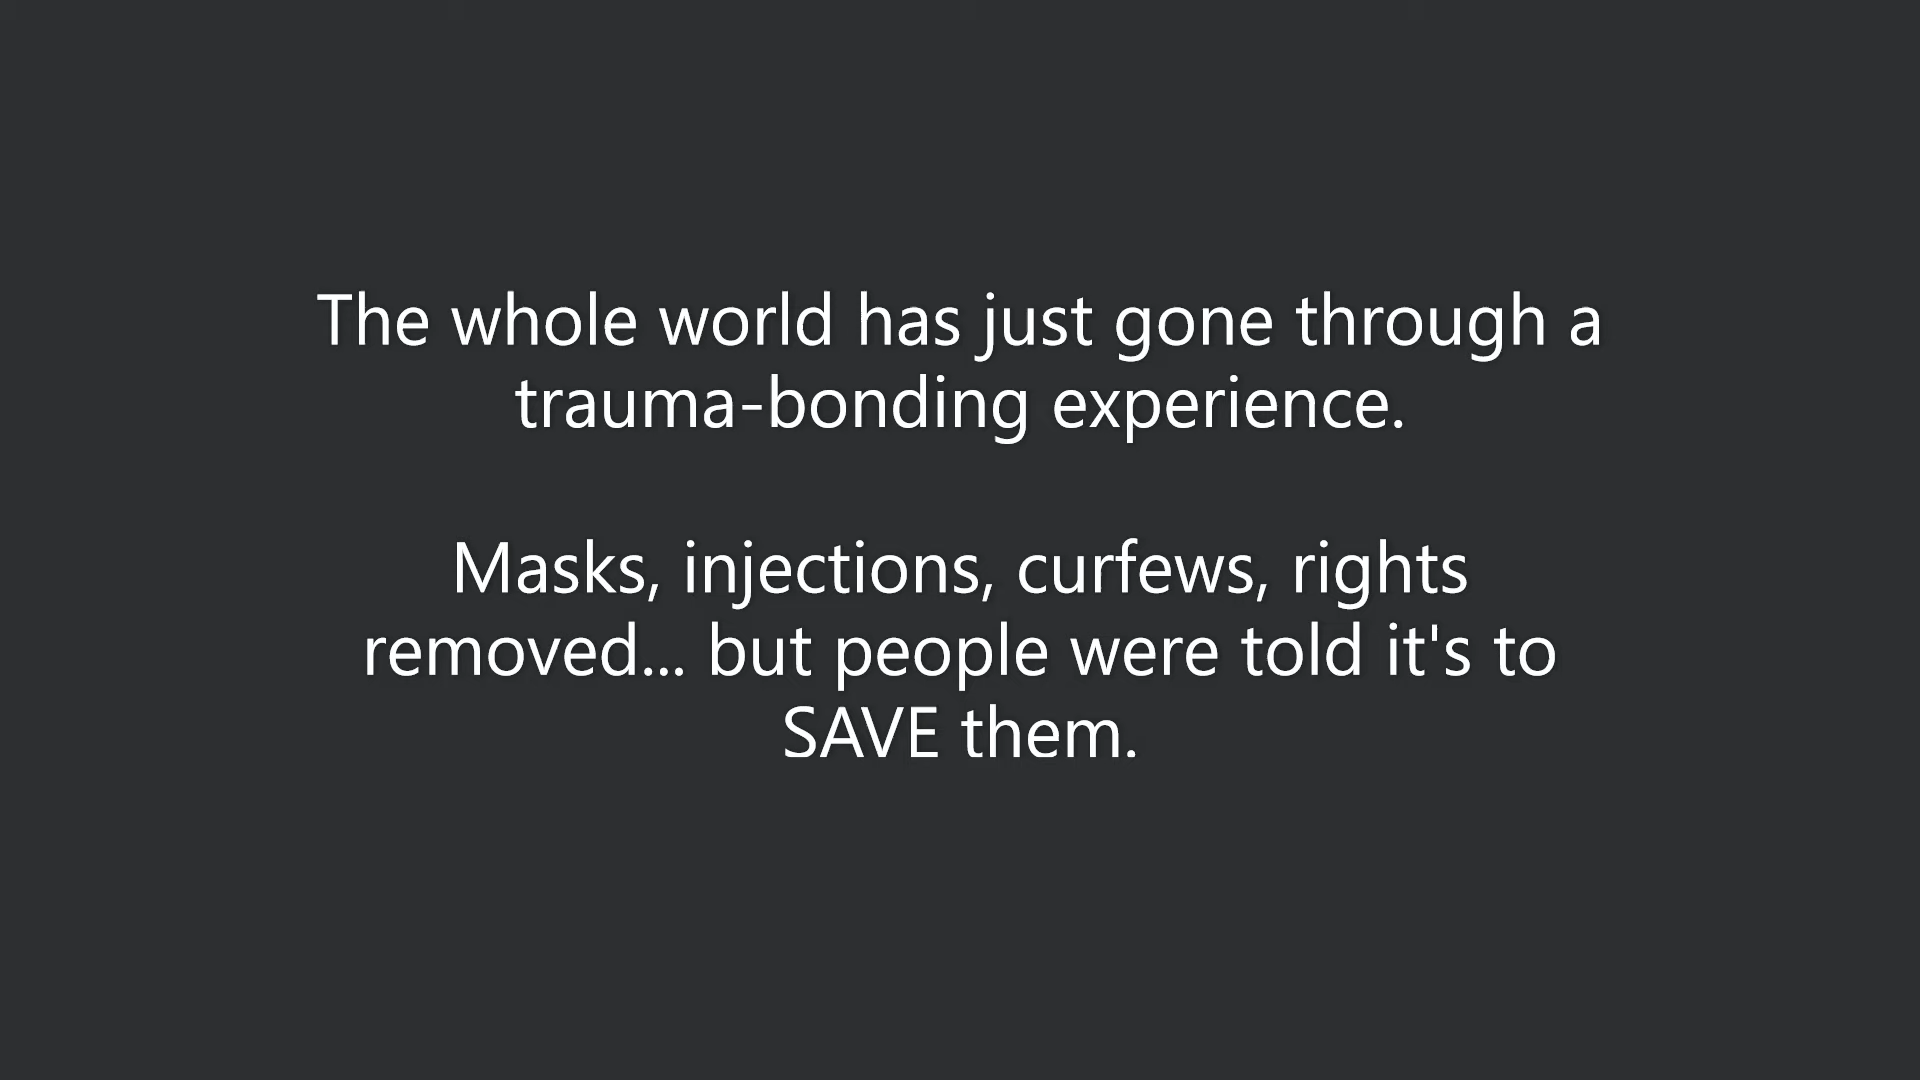 The whole world has just gone through a
trauma-bonding experience.
Masks, injections, curfews, rights
removed... but people were told it's to
SAVE them.